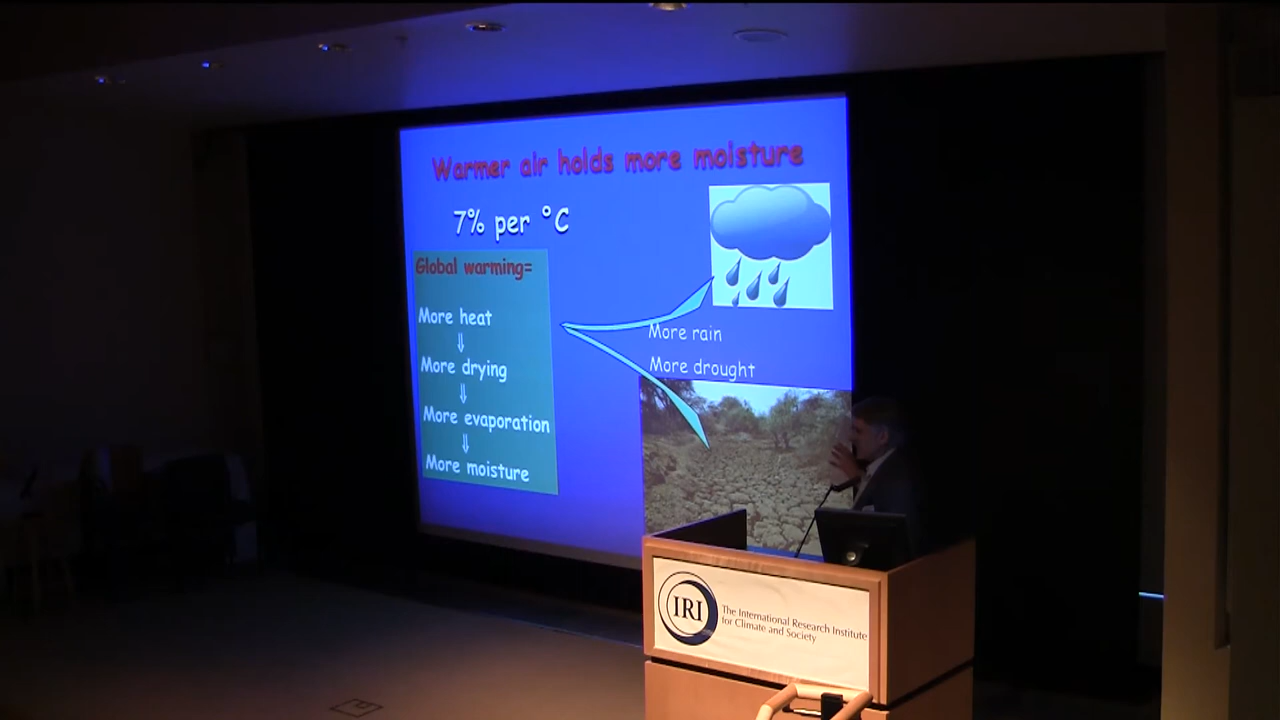 Warmer air holds more moisture
7% per °C
Global warming=
More heat
⇓
More drying
⇓
More evaporation
⇓
More moisture
More rain
More drought
IRI
The International Research Institute
for Climate and Society